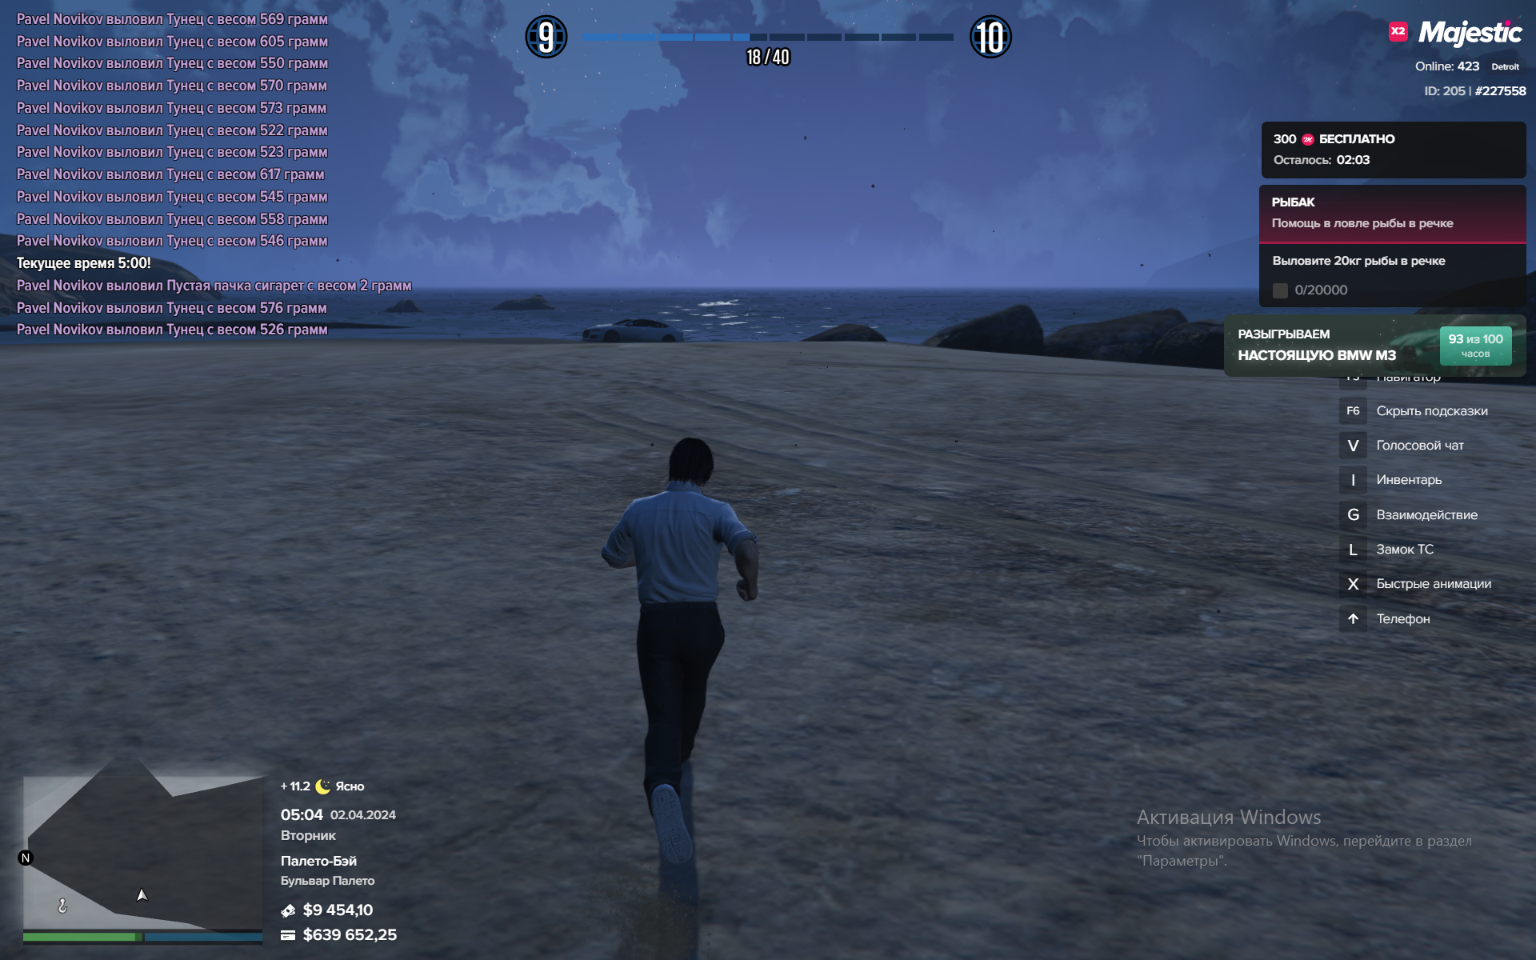 Pavel Novikov выловил Тунец с весом 569 грамм
Pavel Novikov выловил Тунец с весом 605 грамм
Pavel Novikov выловил Тунец с весом 550 грамм
Pavel Novikov выловил Тунец с весом 570 грамм
Pavel Novikov выловил Тунец с весом 573 грамм
Pavel Novikov выловил Тунец с весом 522 грамм
Pavel Novikov выловил Тунец с весом 523 грамм
Pavel Novikov выловил Тунец с весом 617 грамм
Pavel Novikov выловил Тунец с весом 545 грамм
Pavel Novikov выловил Тунец с весом 558 грамм
Pavel Novikov выловил Тунец с весом 546 грамм
Текущее время 5:00!
Pavel Novikov выловил Пустая пачка сигарет с весом 2 грамм
Pavel Novikov выловил Тунец с весом 576 грамм
Pavel Novikov выловил Тунец с весом 526 грамм
9
10
18/40
X2 Majestic
Online: 423 Detroit
ID: 205 | #227558
300 БЕСПЛАТНО
Осталось: 02:03
РЫБАК
Помощь в ловле рыбы в речке
Выловите 20кг рыбы в речке
0/20000
РАЗЫГРЫВАЕМ
НАСТОЯЩУЮ BMW M3
93 из 100
часов
Навигатор
F6 Скрыть подсказки
V Голосовой чат
I Инвентарь
G Взаимодействие
L Замок ТС
X Быстрые анимации
↑ Телефон
N
+ 11.2 Ясно
05:04 02.04.2024
Вторник
Палето-Бэй
Бульвар Палето
$9 454,10
$639 652,25
Активация Windows
Чтобы активировать Windows, перейдите в раздел
"Параметры".